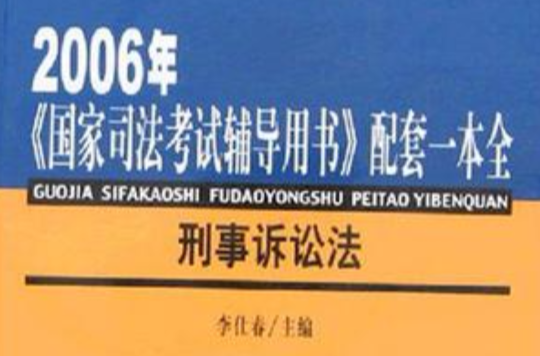 2006年
《国家司法考试辅导用书》配套一本全
GUOJIA SIFAKAOSHI FUDAOYONGSHU PEITAO YIBENQUAN
刑事诉讼法
李仕春/主编